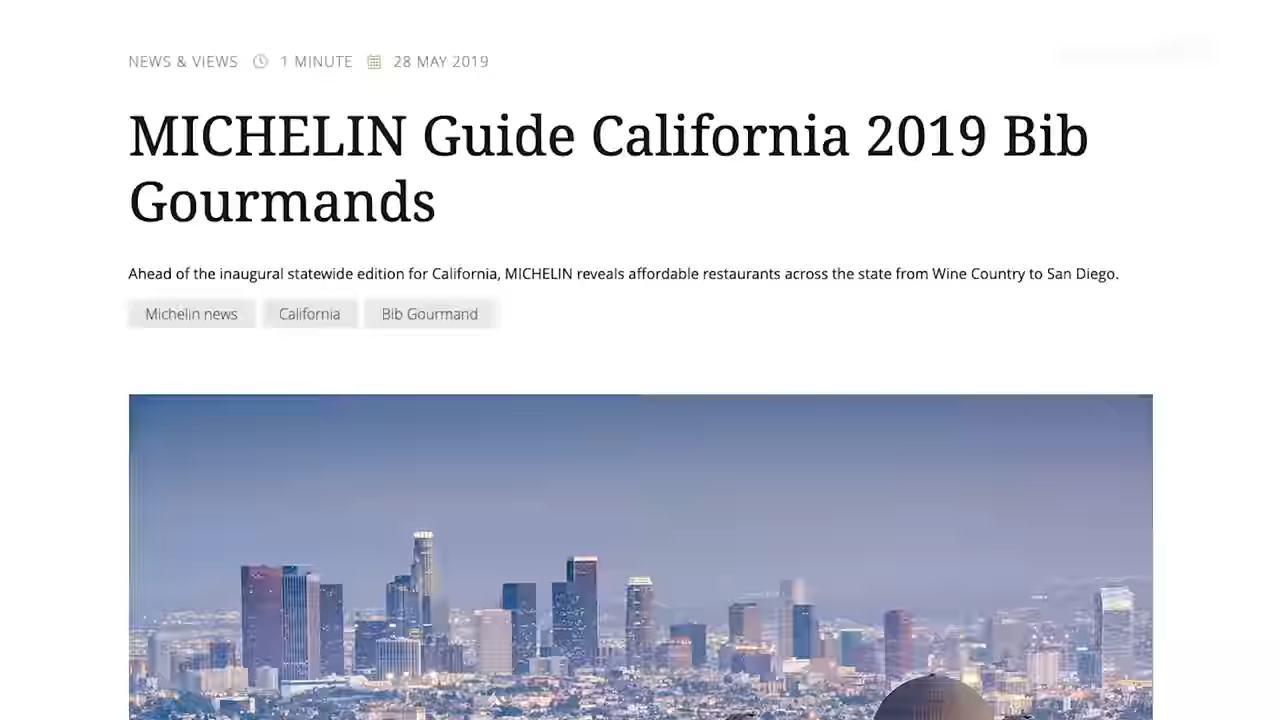 NEWS & VIEWS 1 MINUTE 28 MAY 2019
MICHELIN Guide California 2019 Bib
Gourmands
Ahead of the inaugural statewide edition for California, MICHELIN reveals affordable restaurants across the state from Wine Country to San Diego.
Michelin news California Bib Gourmand